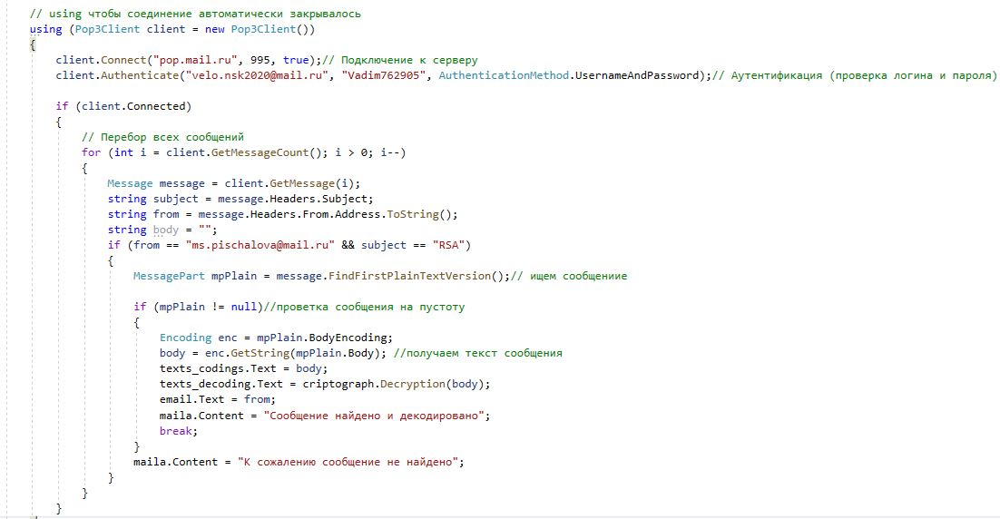 // using чтобы соединение автоматически закрывалось
using (Pop3Client client = new Pop3Client())
{
client.Connect("pop.mail.ru", 995, true);// Подключение к серверу
client.Authenticate("velo.nsk2020@mail.ru", "Vadim762905", AuthenticationMethod.UsernameAndPassword);// Аутентификация (проверка логина и пароля)
if (client.Connected)
{
// Перебор всех сообщений
for (int i = client.GetMessageCount(); i > 0; i--)
{
Message message = client.GetMessage(i);
string subject = message.Headers.Subject;
string from = message.Headers.From.Address.ToString();
string body = "";
if (from == "ms.pischalova@mail.ru" && subject == "RSA")
{
MessagePart mpPlain = message.FindFirstPlainTextVersion();// ищем сообщениие
if (mpPlain != null)//проветка сообщения на пустоту
{
Encoding enc = mpPlain.BodyEncoding;
body = enc.GetString(mpPlain.Body); //получаем текст сообщения
texts_codings.Text = body;
texts_decoding.Text = criptograph.Decryption(body);
email.Text = from;
maila.Content = "Сообщение найдено и декодировано";
break;
}
maila.Content = "К сожалению сообщение не найдено";
}
}
}